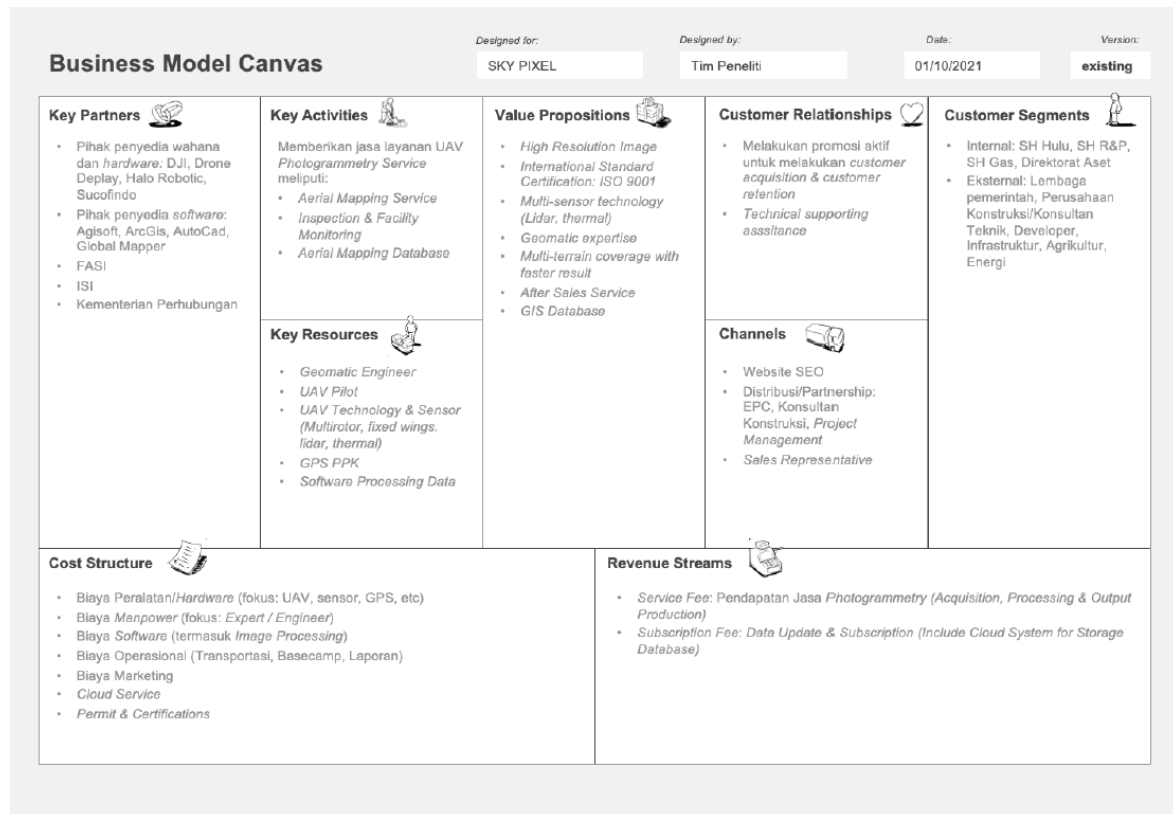 Business Model Canvas
Designed for:
SKY PIXEL
Designed by:
Tim Peneliti
Date:
01/10/2021
Version:
existing
Key Partners
• Pihak penyedia wahana
dan hardware: DJI, Drone
Deplay, Halo Robotic,
Sucofindo
• Pihak penyedia software:
Agisoft, ArcGis, AutoCad,
Global Mapper
• FASI
• ISI
• Kementerian Perhubungan
Key Activities
Memberikan jasa layanan UAV
Photogrammetry Service
meliputi:
• Aerial Mapping Service
• Inspection & Facility
Monitoring
• Aerial Mapping Database
Key Resources
• Geomatic Engineer
• UAV Pilot
• UAV Technology & Sensor
(Multirotor, fixed wings.
lidar, thermal)
• GPS PPK
• Software Processing Data
Value Propositions
• High Resolution Image
• International Standard
Certification: ISO 9001
• Multi-sensor technology
(Lidar, thermal)
• Geomatic expertise
• Multi-terrain coverage with
faster result
• After Sales Service
• GIS Database
Customer Relationships
• Melakukan promosi aktif
untuk melakukan customer
acquisition & customer
retention
• Technical supporting
asssitance
Channels
• Website SEO
• Distribusi/Partnership:
EPC, Konsultan
Konstruksi, Project
Management
• Sales Representative
Customer Segments
• Internal: SH Hulu, SH R&P,
SH Gas, Direktorat Aset
• Eksternal: Lembaga
pemerintah, Perusahaan
Konstruksi/Konsultan
Teknik, Developer,
Infrastruktur, Agrikultur,
Energi
Cost Structure
• Biaya Peralatan/Hardware (fokus: UAV, sensor, GPS, etc)
• Biaya Manpower (fokus: Expert / Engineer)
• Biaya Software (termasuk Image Processing)
• Biaya Operasional (Transportasi, Basecamp, Laporan)
• Biaya Marketing
• Cloud Service
• Permit & Certifications
Revenue Streams
• Service Fee: Pendapatan Jasa Photogrammetry (Acquisition, Processing & Output
Production)
• Subscription Fee: Data Update & Subscription (Include Cloud System for Storage
Database)